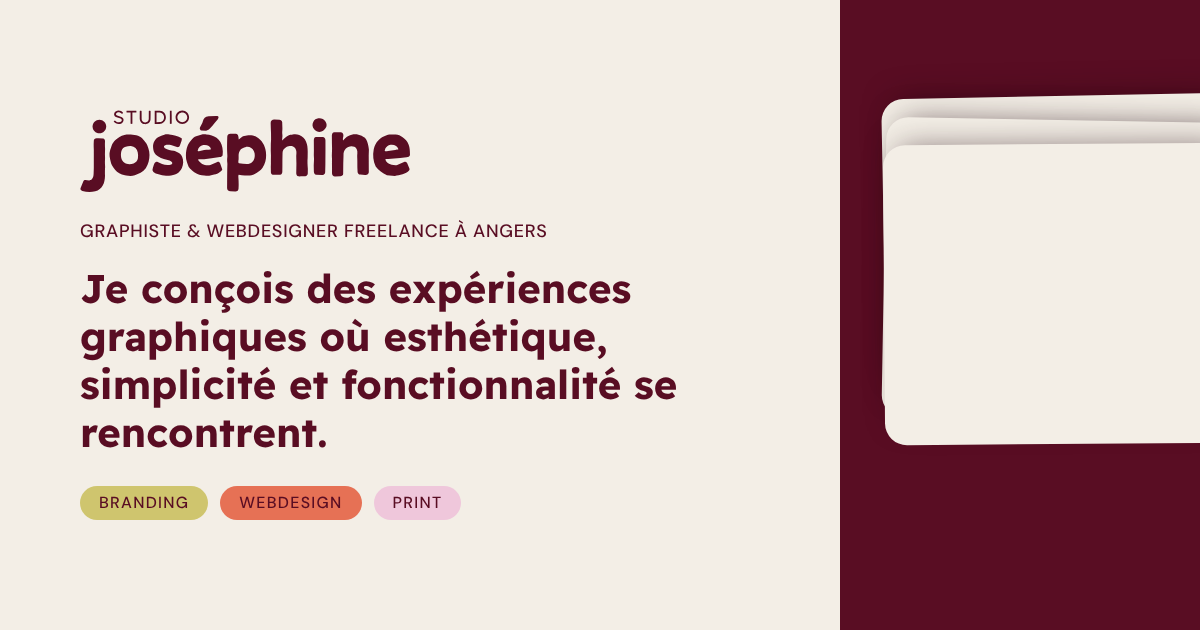 STUDIO
joséphine
GRAPHISTE & WEBDESIGNER FREELANCE À ANGERS
Je conçois des expériences
graphiques où esthétique,
simplicité et fonctionnalité se
rencontrent.
BRANDING WEBDESIGN PRINT